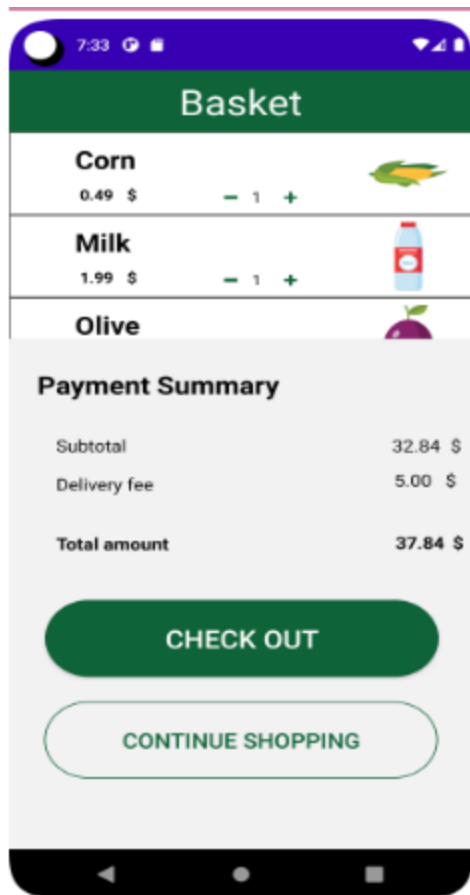 7:33
Basket
Corn
0.49 $
− 1 +
Milk
1.99 $
− 1 +
Olive
Payment Summary
Subtotal 32.84 $
Delivery fee 5.00 $
Total amount 37.84 $
CHECK OUT
CONTINUE SHOPPING